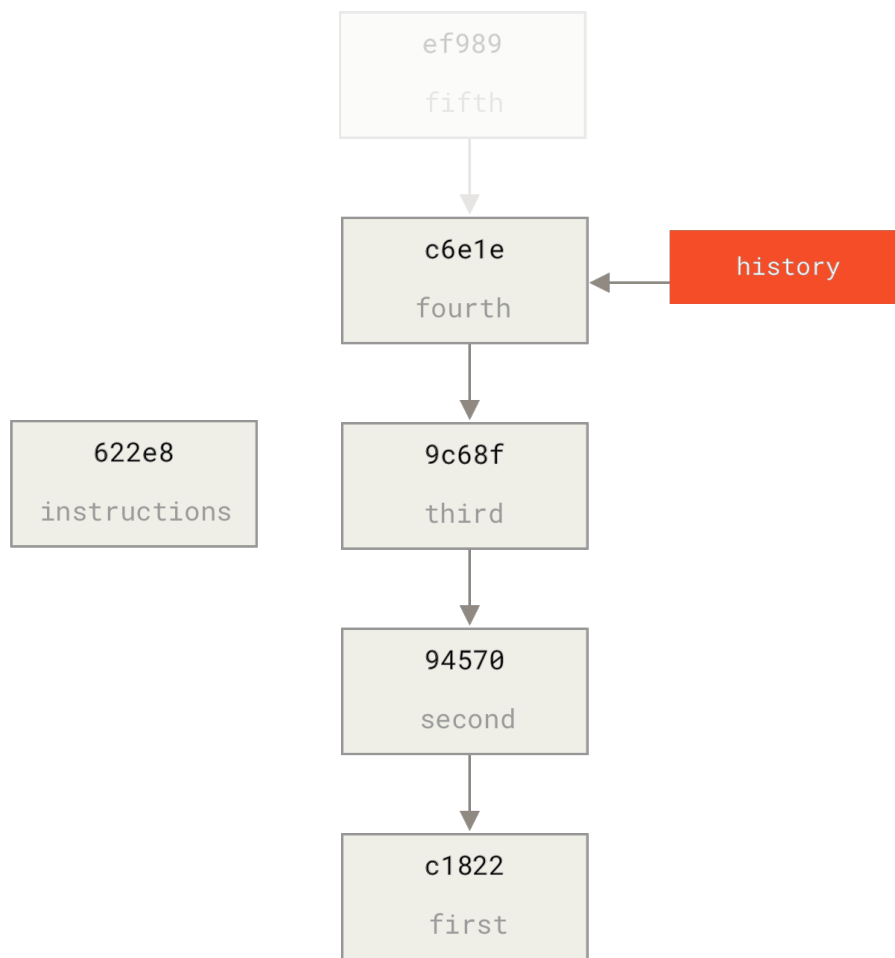 ef989
fifth
c6e1e
fourth
history
622e8
instructions
9c68f
third
94570
second
c1822
first